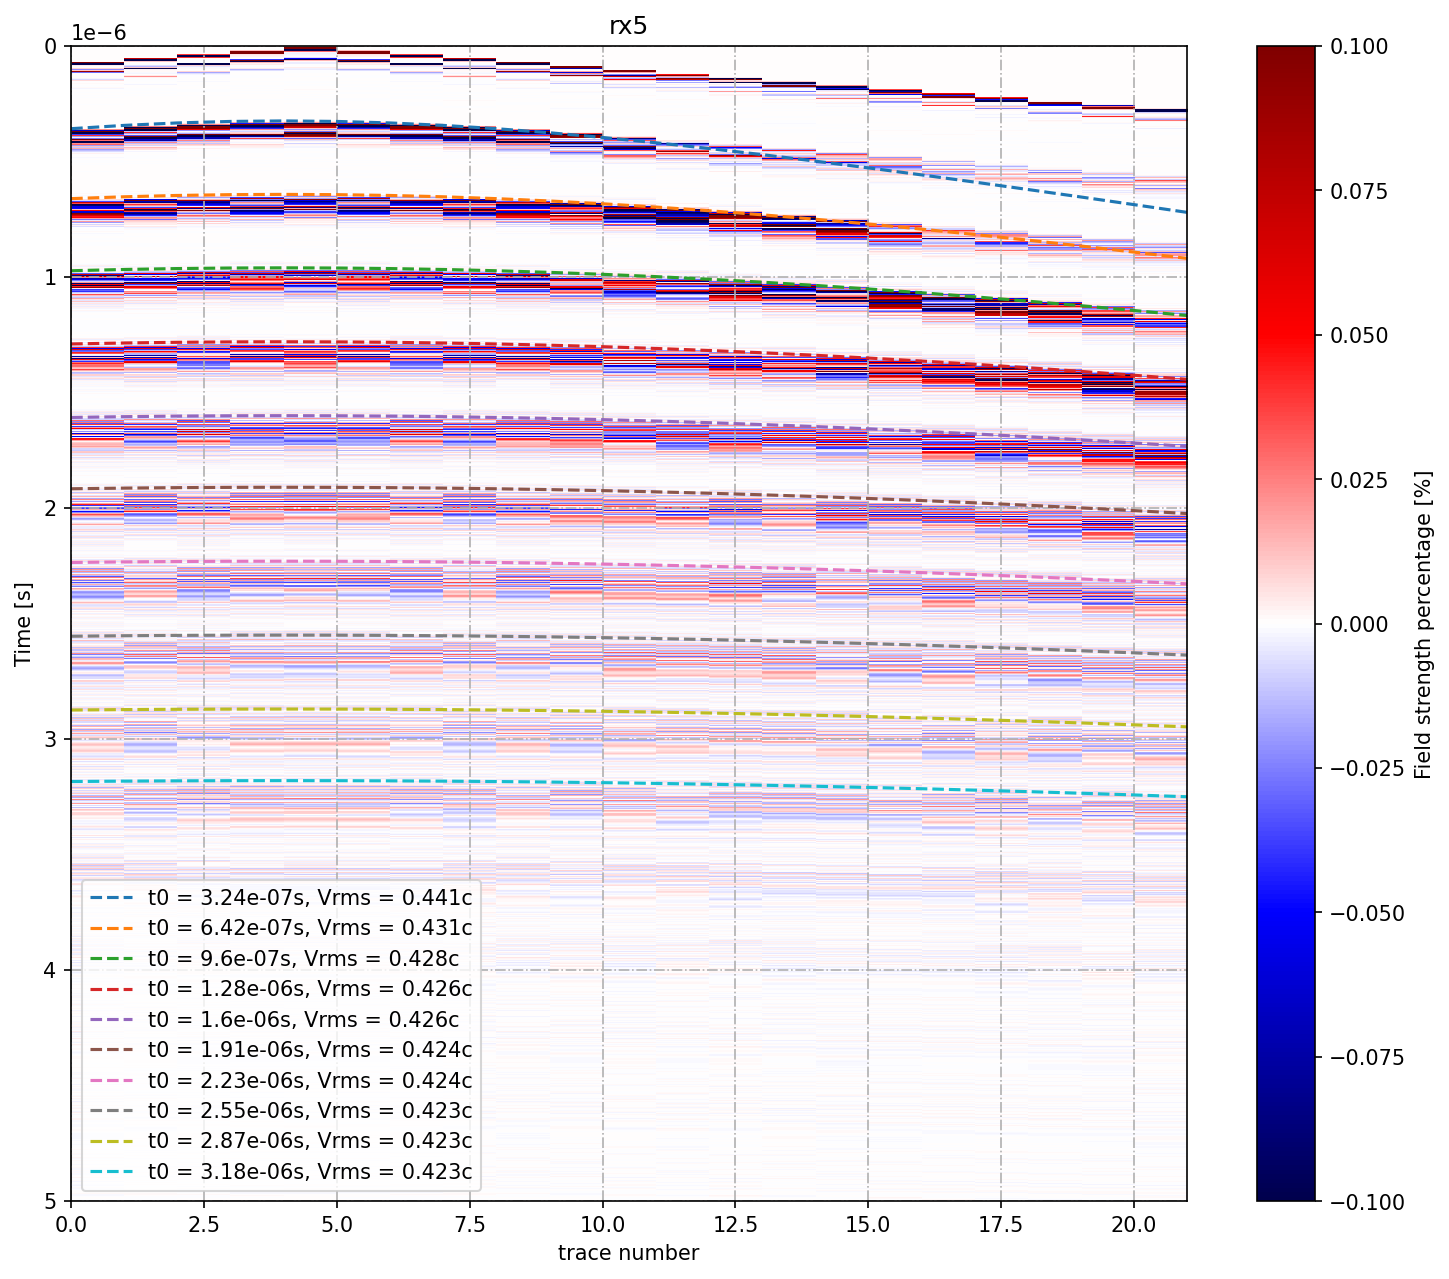 rx5
1e−6
0
1
2
3
4
5
Time [s]
0.0
2.5
5.0
7.5
10.0
12.5
15.0
17.5
20.0
trace number
t0 = 3.24e-07s, Vrms = 0.441c
t0 = 6.42e-07s, Vrms = 0.431c
t0 = 9.6e-07s, Vrms = 0.428c
t0 = 1.28e-06s, Vrms = 0.426c
t0 = 1.6e-06s, Vrms = 0.426c
t0 = 1.91e-06s, Vrms = 0.424c
t0 = 2.23e-06s, Vrms = 0.424c
t0 = 2.55e-06s, Vrms = 0.423c
t0 = 2.87e-06s, Vrms = 0.423c
t0 = 3.18e-06s, Vrms = 0.423c
0.100
0.075
0.050
0.025
0.000
−0.025
−0.050
−0.075
−0.100
Field strength percentage [%]